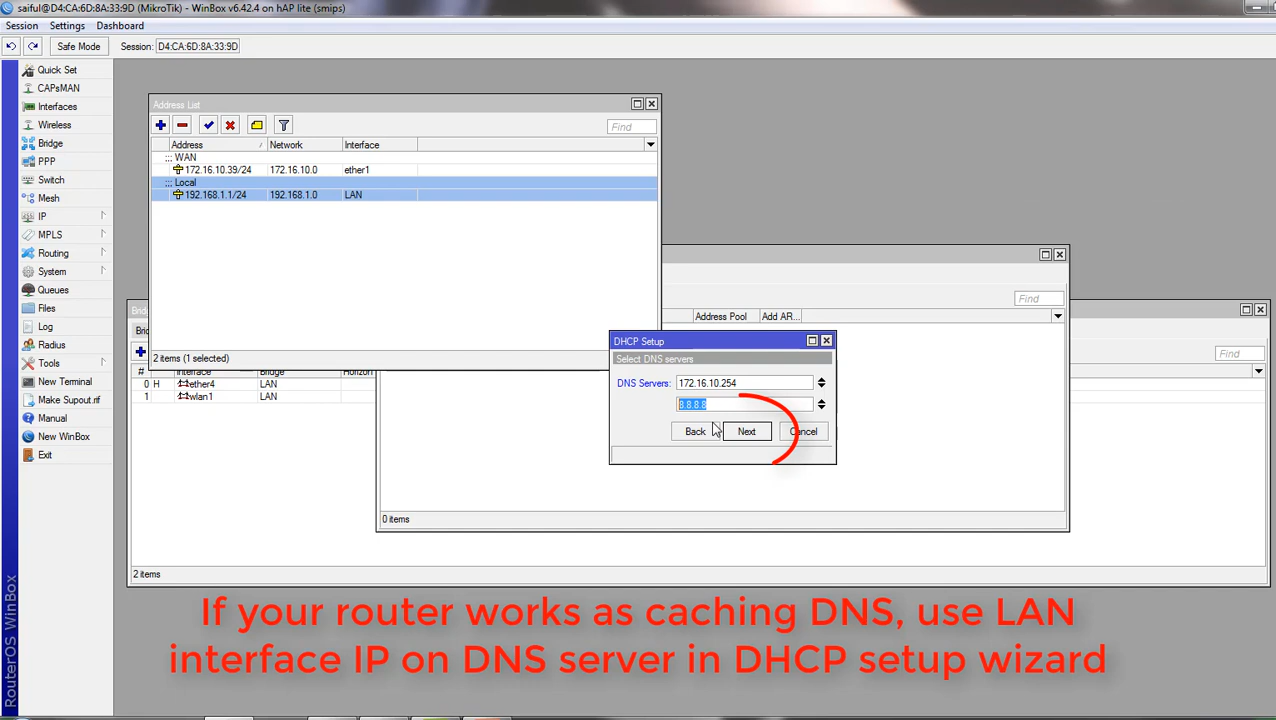 saiful@D4:CA:6D:8A:33:9D (MikroTik) - WinBox v6.42.4 on hAP lite (smips)
Session Settings Dashboard
Safe Mode Session: D4:CA:6D:8A:33:9D
Quick Set
CAPsMAN
Interfaces
Wireless
Bridge
PPP
Switch
Mesh
IP
MPLS
Routing
System
Queues
Files
Log
Radius
Tools
New Terminal
Make Supout.rif
Manual
New WinBox
Exit
RouterOS WinBox
Address List
Find
Address Network Interface
::: WAN
172.16.10.39/24 172.16.10.0 ether1
::: Local
192.168.1.1/24 192.168.1.0 LAN
2 items (1 selected)
Find
Address Pool Add AR...
0 items
Find
# Interface Bridge Horizon
0 H ether4 LAN
1 wlan1 LAN
2 items
DHCP Setup
Select DNS servers
DNS Servers: 172.16.10.254
8.8.8.8
Back Next Cancel
If your router works as caching DNS, use LAN
interface IP on DNS server in DHCP setup wizard